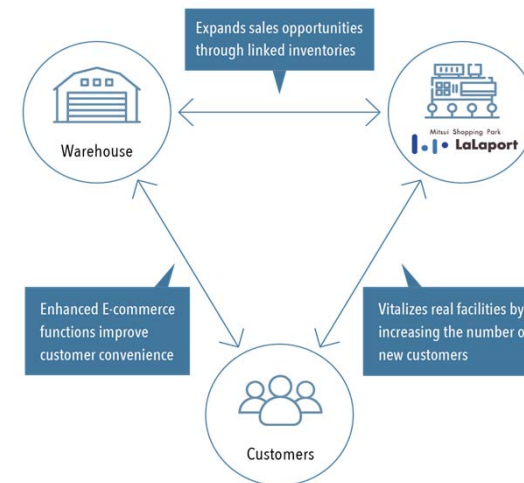 Expands sales opportunities
through linked inventories
Warehouse
Mitsui Shopping Park
LaLaport
Enhanced E-commerce
functions improve
customer convenience
Vitalizes real facilities by
increasing the number o
new customers
Customers